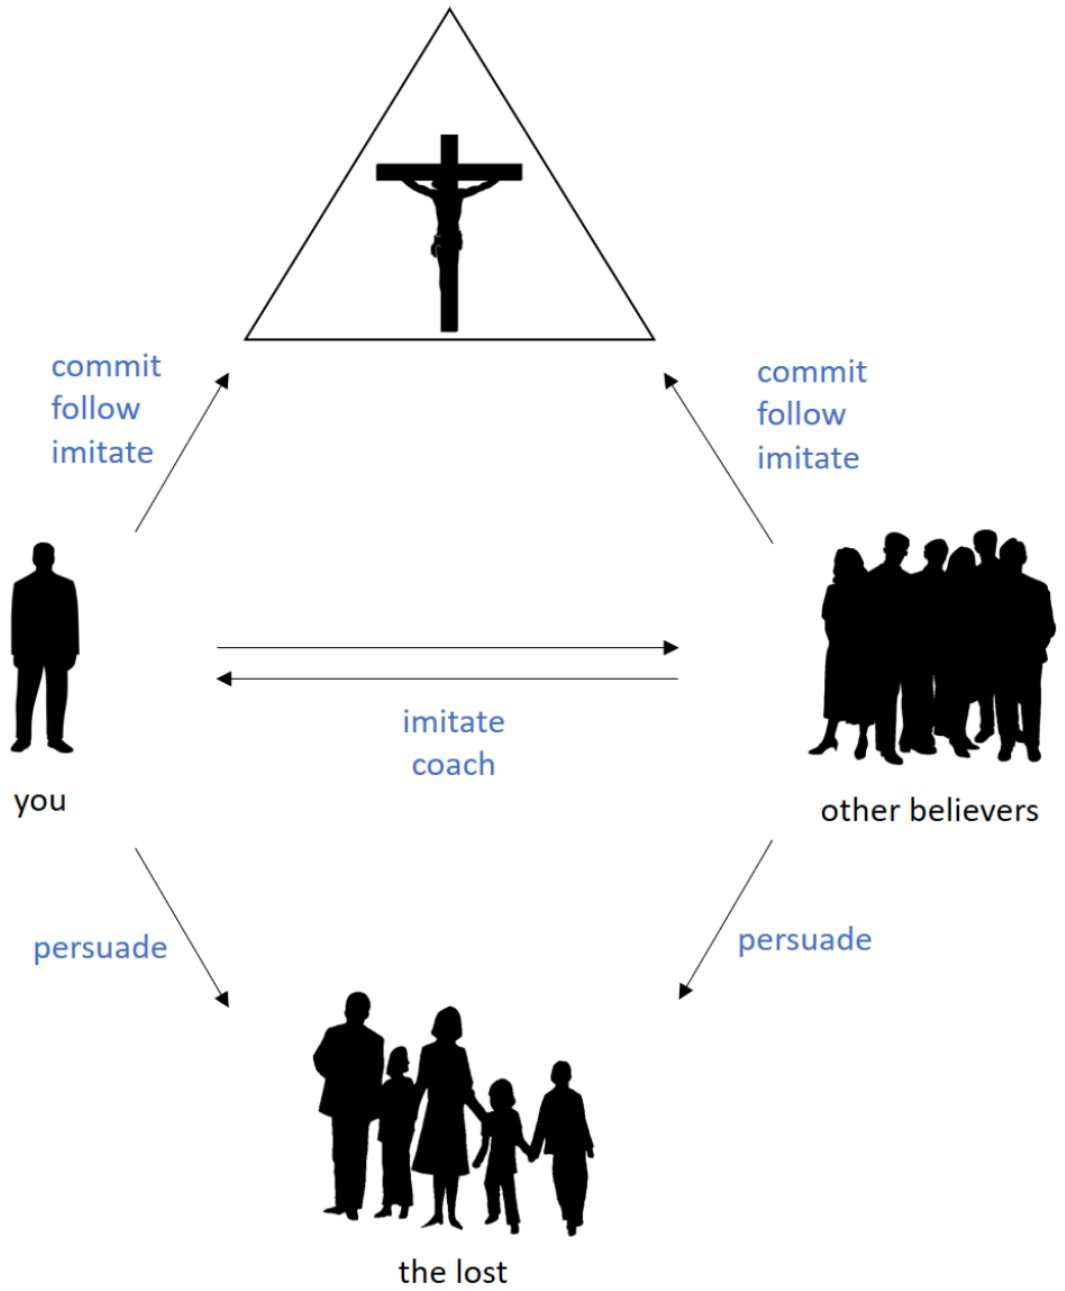 commit
follow
imitate
commit
follow
imitate
imitate
coach
you
other believers
persuade
persuade
the lost